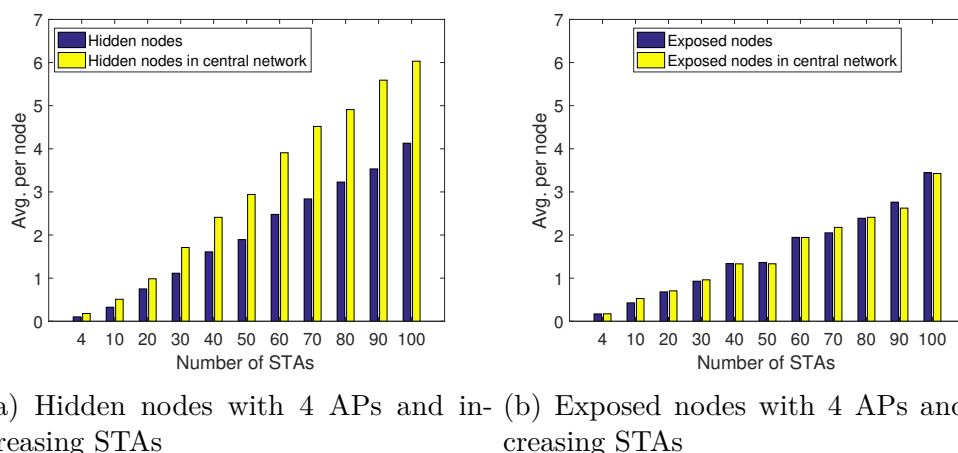 7
6
5
4
3
2
1
0
Avg. per node
Hidden nodes
Hidden nodes in central network
4 10 20 30 40 50 60 70 80 90 100
Number of STAs
7
6
5
4
3
2
1
0
Avg. per node
Exposed nodes
Exposed nodes in central network
4 10 20 30 40 50 60 70 80 90 100
Number of STAs
a) Hidden nodes with 4 APs and in-
reasing STAs
(b) Exposed nodes with 4 APs and
creasing STAs